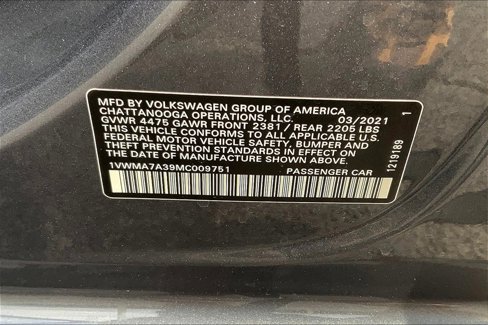 MFD BY VOLKSWAGEN GROUP OF AMERICA
CHATTANOOGA OPERATIONS, LLC. 03/2021
GVWR 4475 GAWR FRONT 2381 / REAR 2205 LBS
THIS VEHICLE CONFORMS TO ALL APPLICABLE U.S.
FEDERAL MOTOR VEHICLE SAFETY, BUMPER AND
THEFT PREVENTION STANDARDS IN EFFECT ON THE
DATE OF MANUFACTURE SHOWN ABOVE.
1VWMA7A39MC009751 PASSENGER CAR
1219189 1